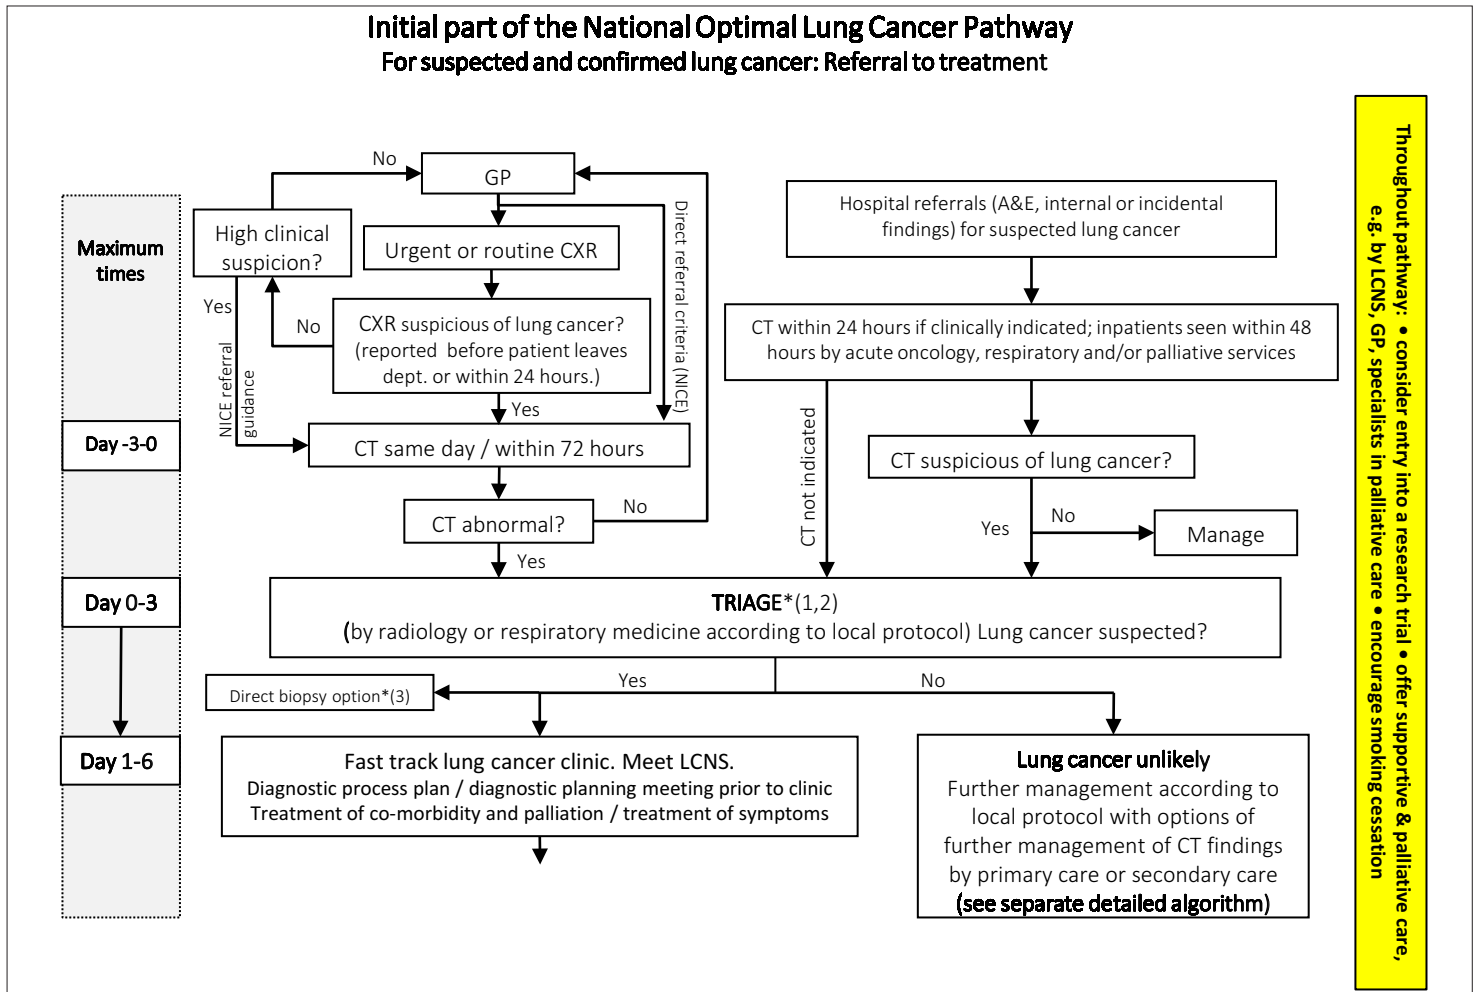 Initial part of the National Optimal Lung Cancer Pathway
For suspected and confirmed lung cancer: Referral to treatment
Maximum
times
Day -3-0
Day 0-3
Day 1-6
No
GP
High clinical
suspicion?
Urgent or routine CXR
Direct referral criteria (NICE)
Yes
No
CXR suspicious of lung cancer?
(reported before patient leaves
dept. or within 24 hours.)
NICE referral
guidance
Yes
CT same day / within 72 hours
CT abnormal?
No
Yes
Hospital referrals (A&E, internal or incidental
findings) for suspected lung cancer
CT within 24 hours if clinically indicated; inpatients seen within 48
hours by acute oncology, respiratory and/or palliative services
CT not indicated
CT suspicious of lung cancer?
Yes
No
Manage
TRIAGE*(1,2)
(by radiology or respiratory medicine according to local protocol) Lung cancer suspected?
Direct biopsy option*(3)
Yes
No
Fast track lung cancer clinic. Meet LCNS.
Diagnostic process plan / diagnostic planning meeting prior to clinic
Treatment of co-morbidity and palliation / treatment of symptoms
Lung cancer unlikely
Further management according to
local protocol with options of
further management of CT findings
by primary care or secondary care
(see separate detailed algorithm)
Throughout pathway: • consider entry into a research trial • offer supportive & palliative care,
e.g. by LCNS, GP, specialists in palliative care • encourage smoking cessation